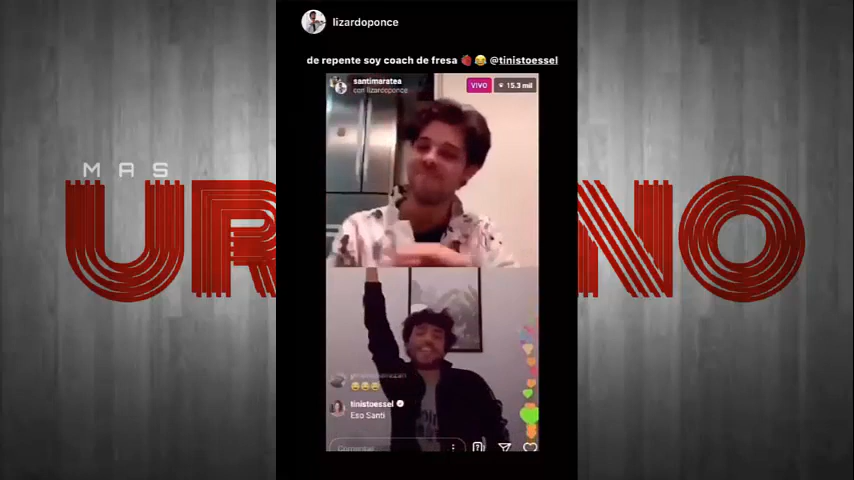 lizardoponce
de repente soy coach de fresa 🍓😂 @tinistoessel
santimaratea
con lizardoponce
VIVO
15.3 mil
MAS
UR NO
😂😂😂
tinistoessel
Eso Santi
Comentar